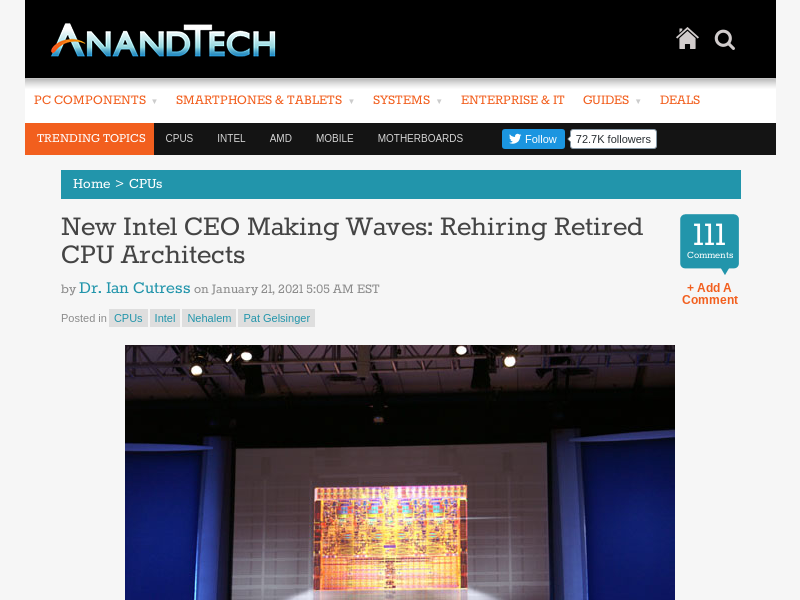 ANANDTECH
PC COMPONENTS SMARTPHONES & TABLETS SYSTEMS ENTERPRISE & IT GUIDES DEALS
TRENDING TOPICS CPUS INTEL AMD MOBILE MOTHERBOARDS Follow 72.7K followers
Home > CPUs
New Intel CEO Making Waves: Rehiring Retired
CPU Architects
111
Comments
+ Add A
Comment
by Dr. Ian Cutress on January 21, 2021 5:05 AM EST
Posted in CPUs Intel Nehalem Pat Gelsinger